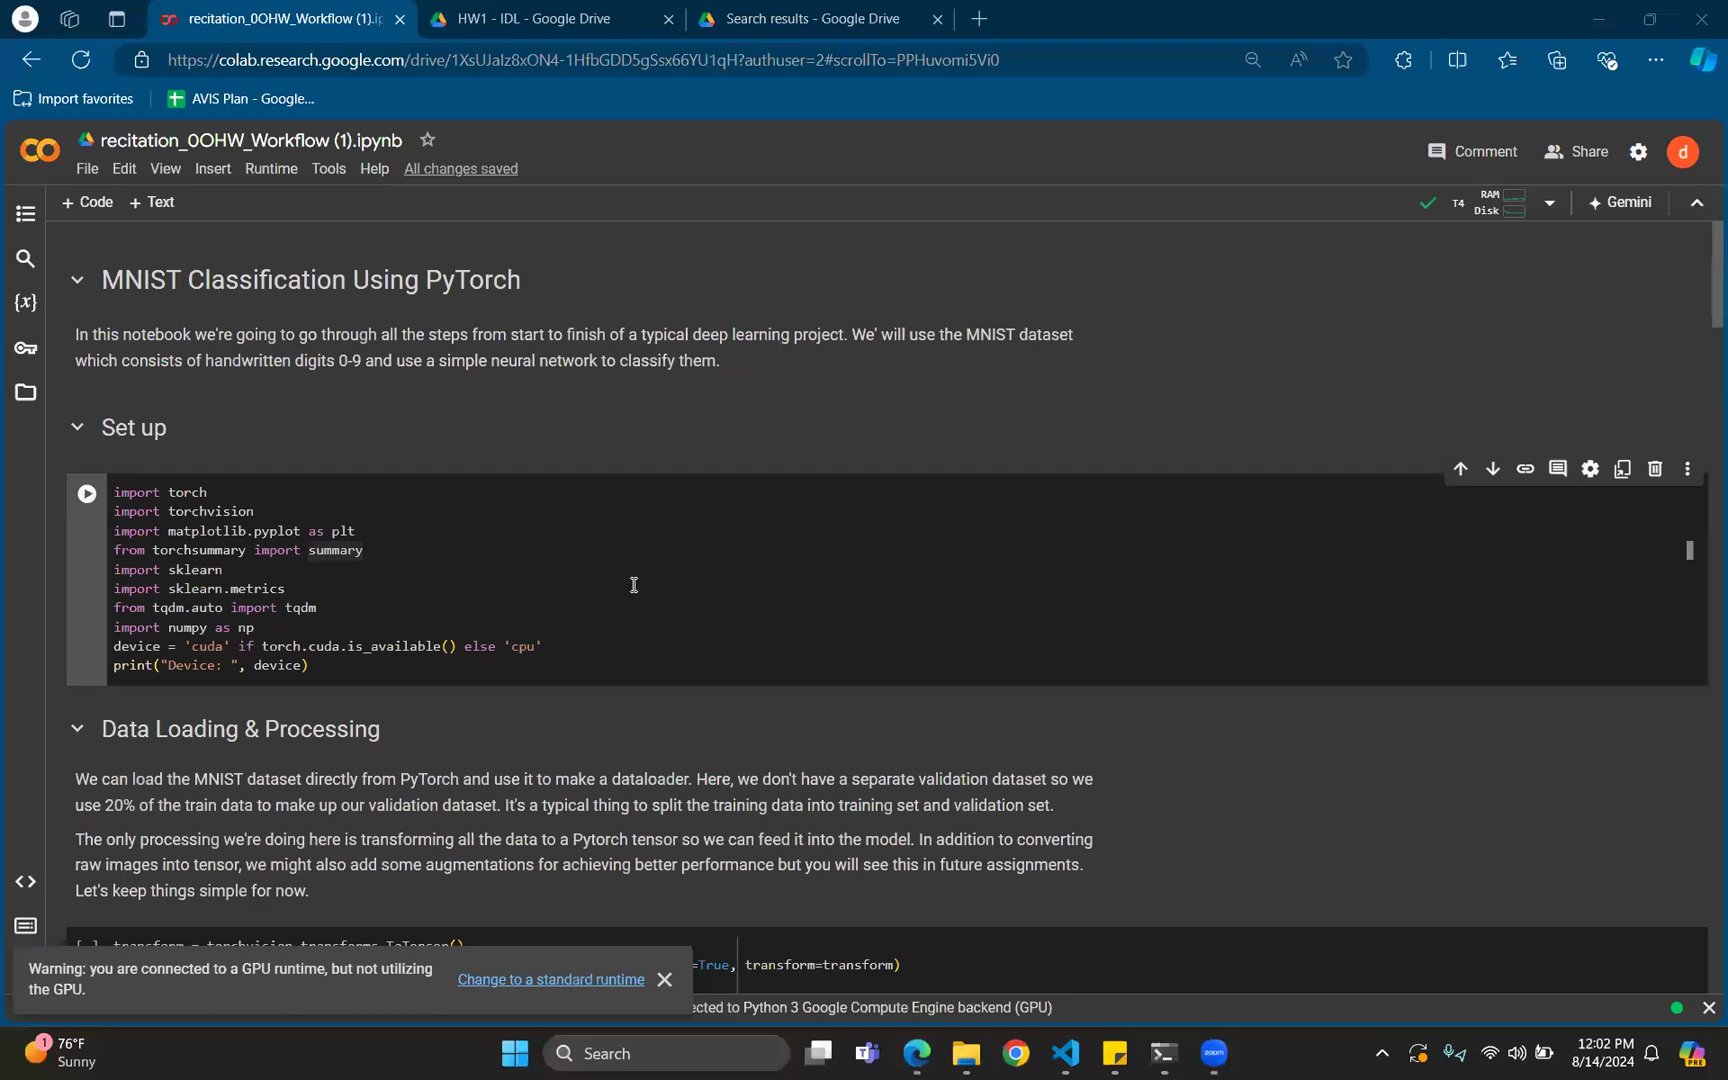 recitation_0OHW_Workflow (1).ip
HW1 - IDL - Google Drive
Search results - Google Drive
https://colab.research.google.com/drive/1XsUJaIz8xON4-1HfbGDD5gSsx66YU1qH?authuser=2#scrollTo=PPHuvomi5Vi0
Import favorites
AVIS Plan - Google...
recitation_0OHW_Workflow (1).ipynb
Comment
Share
d
File Edit View Insert Runtime Tools Help All changes saved
+ Code + Text
T4
RAM
Disk
Gemini
MNIST Classification Using PyTorch
In this notebook we're going to go through all the steps from start to finish of a typical deep learning project. We' will use the MNIST dataset
which consists of handwritten digits 0-9 and use a simple neural network to classify them.
Set up
import torch
import torchvision
import matplotlib.pyplot as plt
from torchsummary import summary
import sklearn
import sklearn.metrics
from tqdm.auto import tqdm
import numpy as np
device = 'cuda' if torch.cuda.is_available() else 'cpu'
print("Device: ", device)
Data Loading & Processing
We can load the MNIST dataset directly from PyTorch and use it to make a dataloader. Here, we don't have a separate validation dataset so we
use 20% of the train data to make up our validation dataset. It's a typical thing to split the training data into training set and validation set.
The only processing we're doing here is transforming all the data to a Pytorch tensor so we can feed it into the model. In addition to converting
raw images into tensor, we might also add some augmentations for achieving better performance but you will see this in future assignments.
Let's keep things simple for now.
[ ] transform = torchvision.transforms.ToTensor()
=True, transform=transform)
Warning: you are connected to a GPU runtime, but not utilizing
the GPU.
Change to a standard runtime
ected to Python 3 Google Compute Engine backend (GPU)
1
76°F
Sunny
Search
zoom
12:02 PM
8/14/2024
PRE